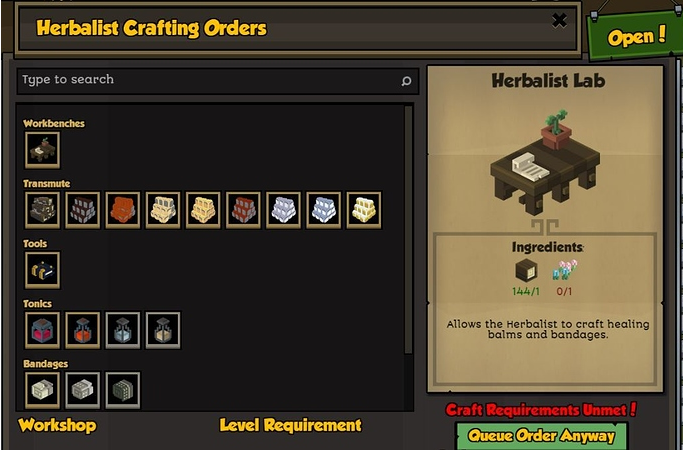 Herbalist Crafting Orders
Open!
Type to search
Herbalist Lab
Workbenches
Transmute
Tools
Ingredients
144/1 0/1
Tonics
Allows the Herbalist to craft healing
balms and bandages.
Bandages
Craft Requirements Unmet!
Workshop
Level Requirement
Queue Order Anyway